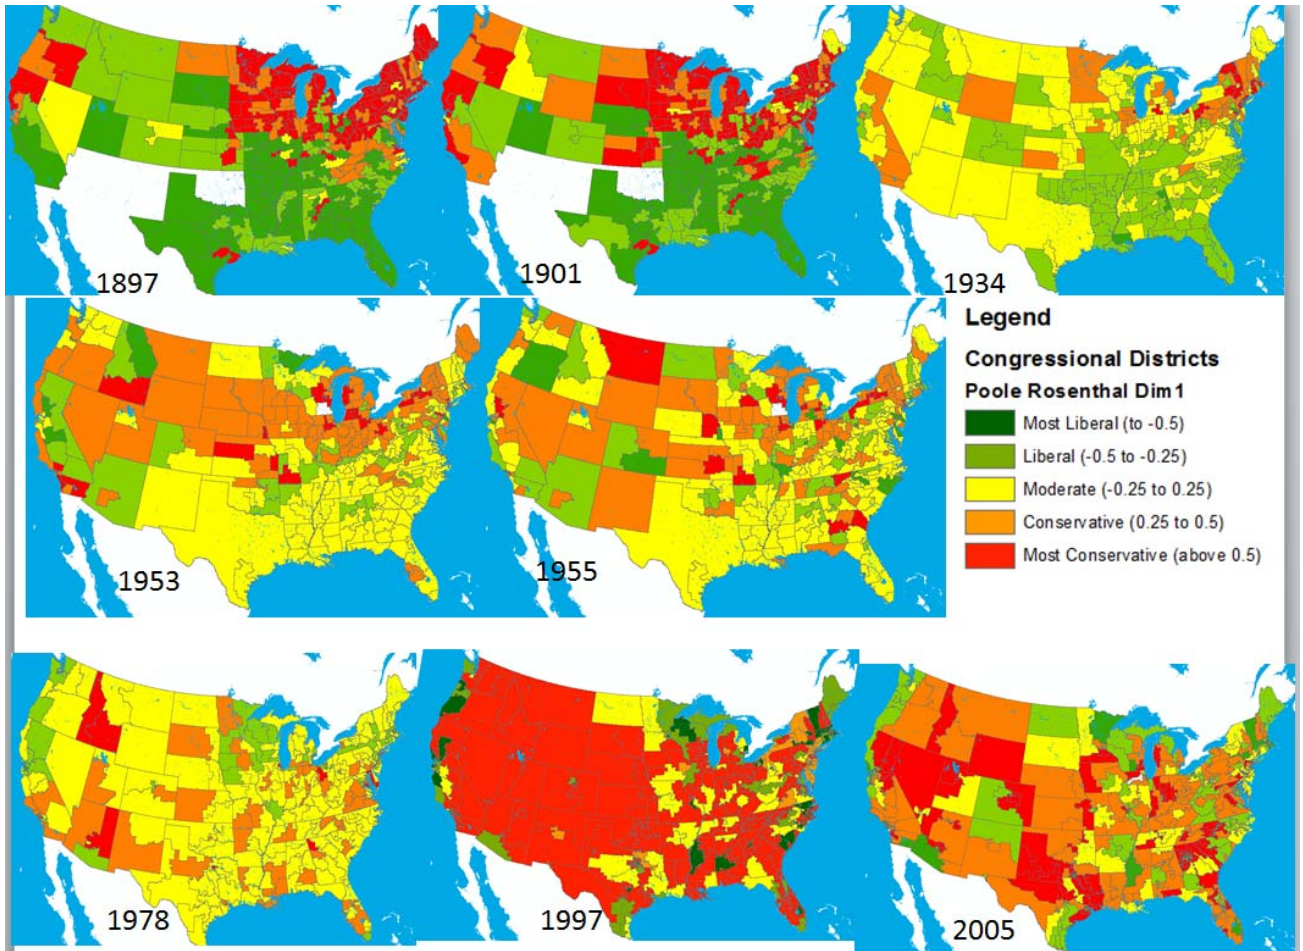 1897
1901
1934
Legend
Congressional Districts
Poole Rosenthal Dim1
Most Liberal (to -0.5)
Liberal (-0.5 to -0.25)
Moderate (-0.25 to 0.25)
Conservative (0.25 to 0.5)
Most Conservative (above 0.5)
1953
1955
1978
1997
2005